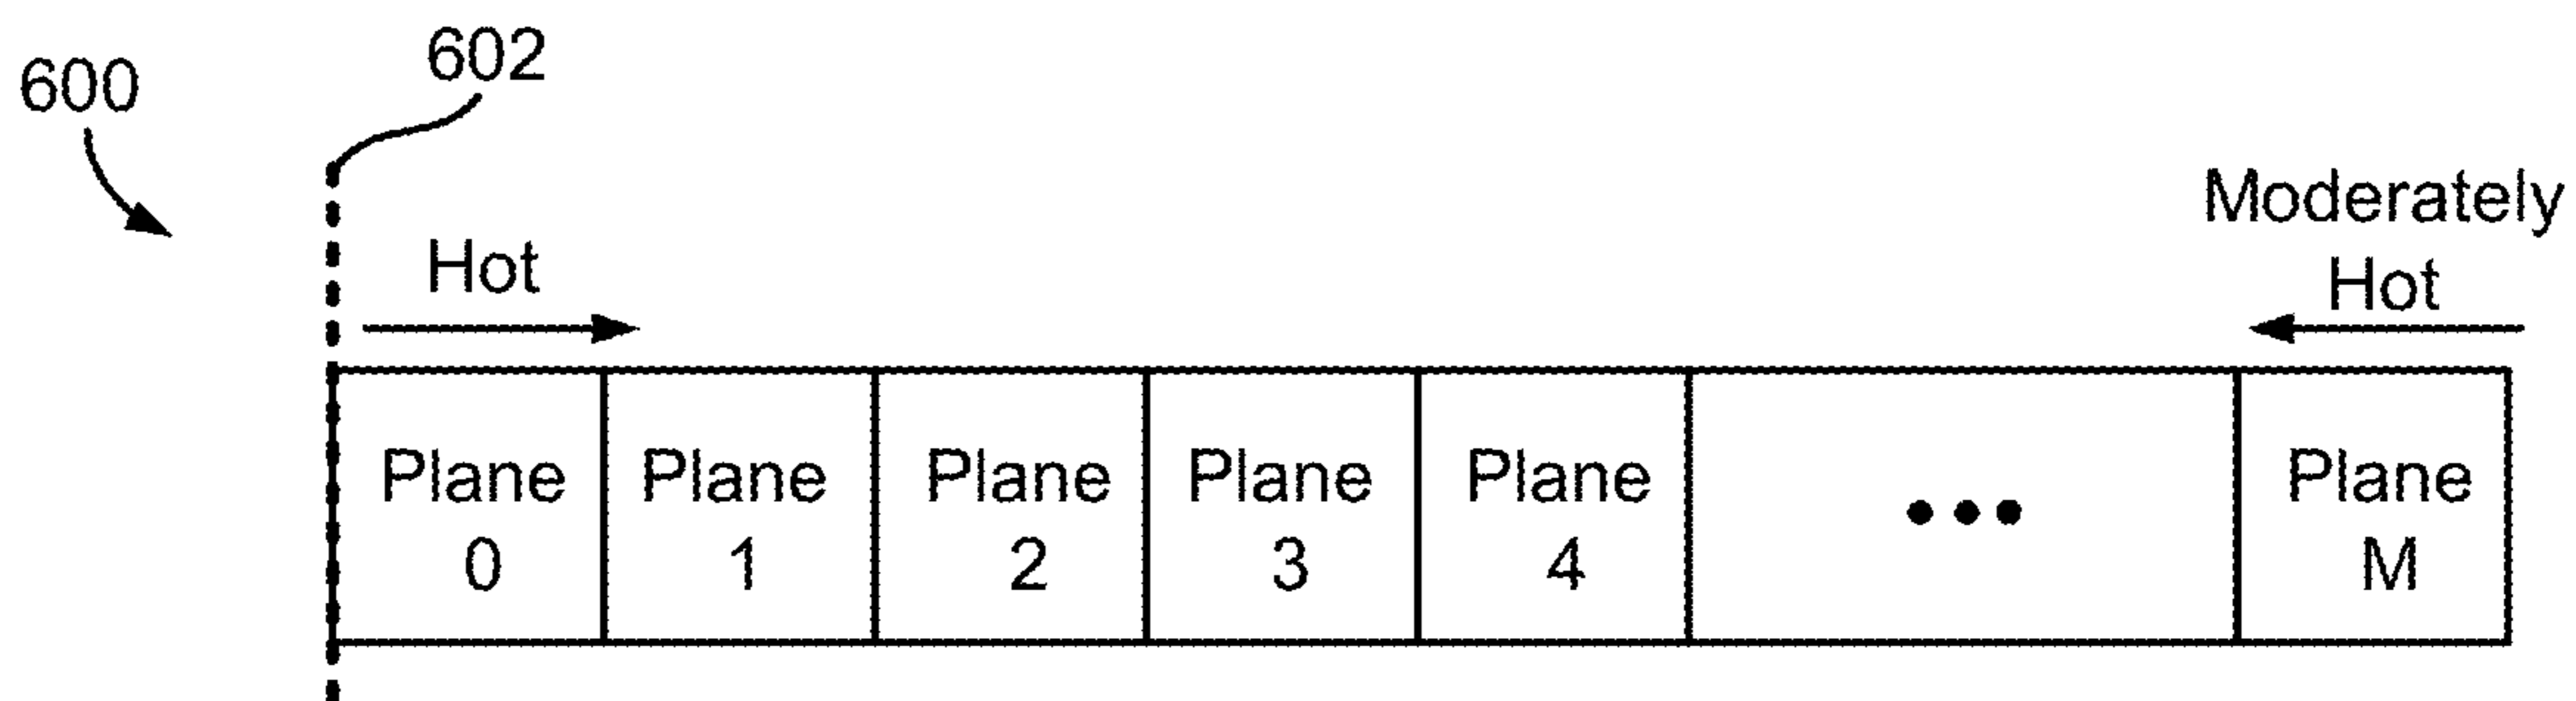 602
600
Moderately
Hot
Hot
Plane Plane Plane Plane Plane ••• Plane
0 1 2 3 4 M